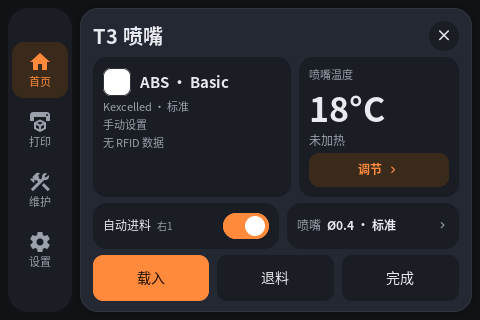 首页
打印
维护
设置
T3 喷嘴
ABS · Basic
Kexcelled · 标准
手动设置
无 RFID 数据
喷嘴温度
18°C
未加热
调节
自动进料 右1
喷嘴 Ø0.4 · 标准
载入
退料
完成